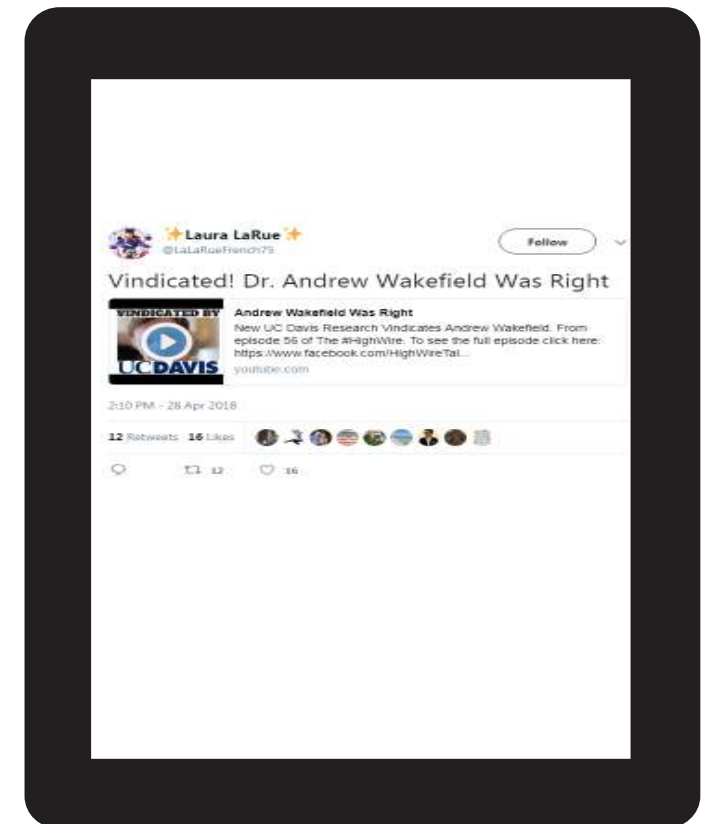 ✨Laura LaRue✨
@LaLaRueFrench75
Follow
Vindicated! Dr. Andrew Wakefield Was Right
VINDICATED BY
UCDAVIS
Andrew Wakefield Was Right
New UC Davis Research Vindicates Andrew Wakefield. From
episode 56 of The #HighWire. To see the full episode click here:
https://www.facebook.com/HighWireTal...
youtube.com
2:10 PM - 28 Apr 2018
12 Retweets 16 Likes
12 16